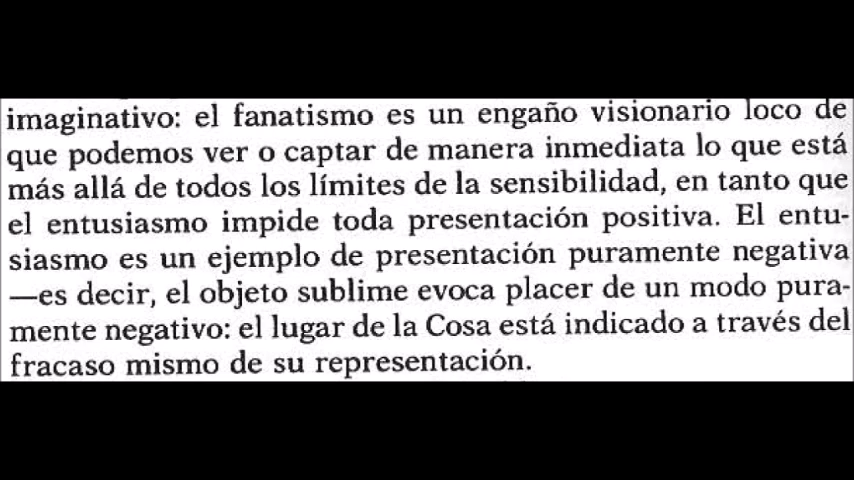 imaginativo: el fanatismo es un engaño visionario loco de
que podemos ver o captar de manera inmediata lo que está
más allá de todos los límites de la sensibilidad, en tanto que
el entusiasmo impide toda presentación positiva. El entu-
siasmo es un ejemplo de presentación puramente negativa
—es decir, el objeto sublime evoca placer de un modo pura-
mente negativo: el lugar de la Cosa está indicado a través del
fracaso mismo de su representación.